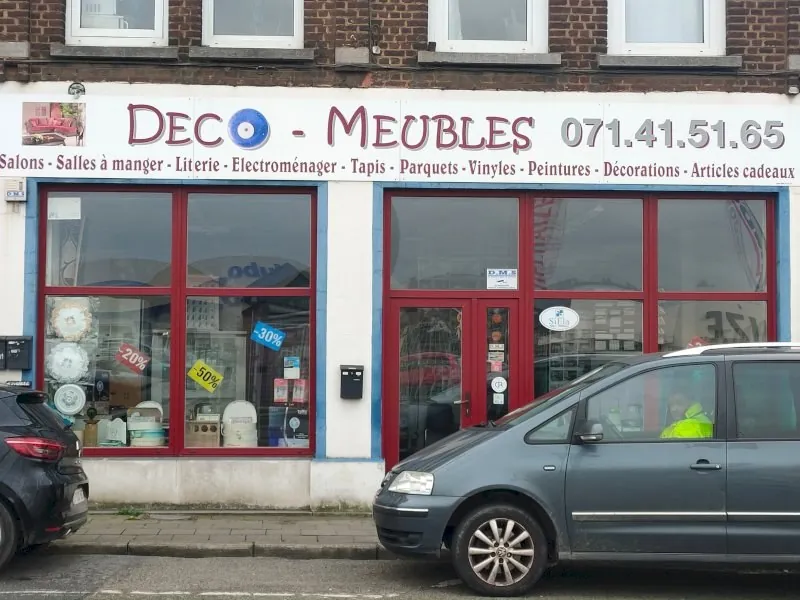 DECO - MEUBLES 071.41.51.65
Salons - Salles à manger - Literie - Electroménager - Tapis - Parquets - Vinyles - Peintures - Décorations - Articles cadeaux
D.M.S
SiEla
-20%
-50%
-30%